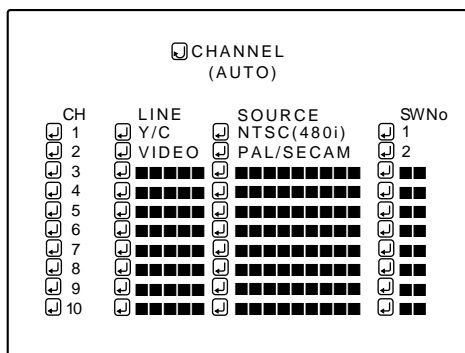 CHANNEL
(AUTO)
CH LINE SOURCE SWNo
1 Y/C NTSC(480i) 1
2 VIDEO PAL/SECAM 2
3 ■■■■■ ■■■■■■■■■ ■■
4 ■■■■■ ■■■■■■■■■ ■■
5 ■■■■■ ■■■■■■■■■ ■■
6 ■■■■■ ■■■■■■■■■ ■■
7 ■■■■■ ■■■■■■■■■ ■■
8 ■■■■■ ■■■■■■■■■ ■■
9 ■■■■■ ■■■■■■■■■ ■■
10 ■■■■■ ■■■■■■■■■ ■■